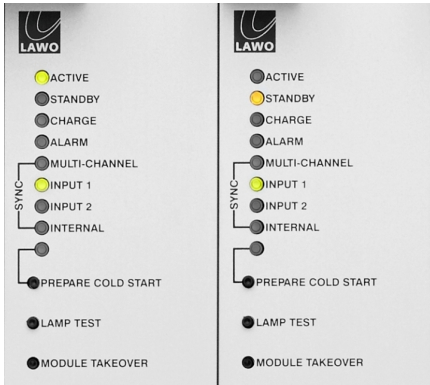 LAWO
ACTIVE
STANDBY
CHARGE
ALARM
MULTI-CHANNEL
INPUT 1
INPUT 2
INTERNAL
SYNC
PREPARE COLD START
LAMP TEST
MODULE TAKEOVER
LAWO
ACTIVE
STANDBY
CHARGE
ALARM
MULTI-CHANNEL
INPUT 1
INPUT 2
INTERNAL
SYNC
PREPARE COLD START
LAMP TEST
MODULE TAKEOVER